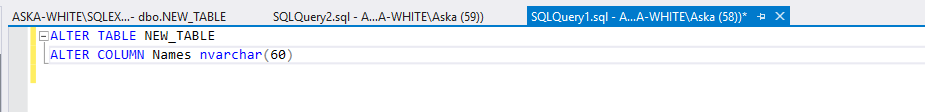 ASKA-WHITE\SQLEX...- dbo.NEW_TABLE SQLQuery2.sql - A...A-WHITE\Aska (59)) SQLQuery1.sql - A...A-WHITE\Aska (58))*
ALTER TABLE NEW_TABLE
ALTER COLUMN Names nvarchar(60)